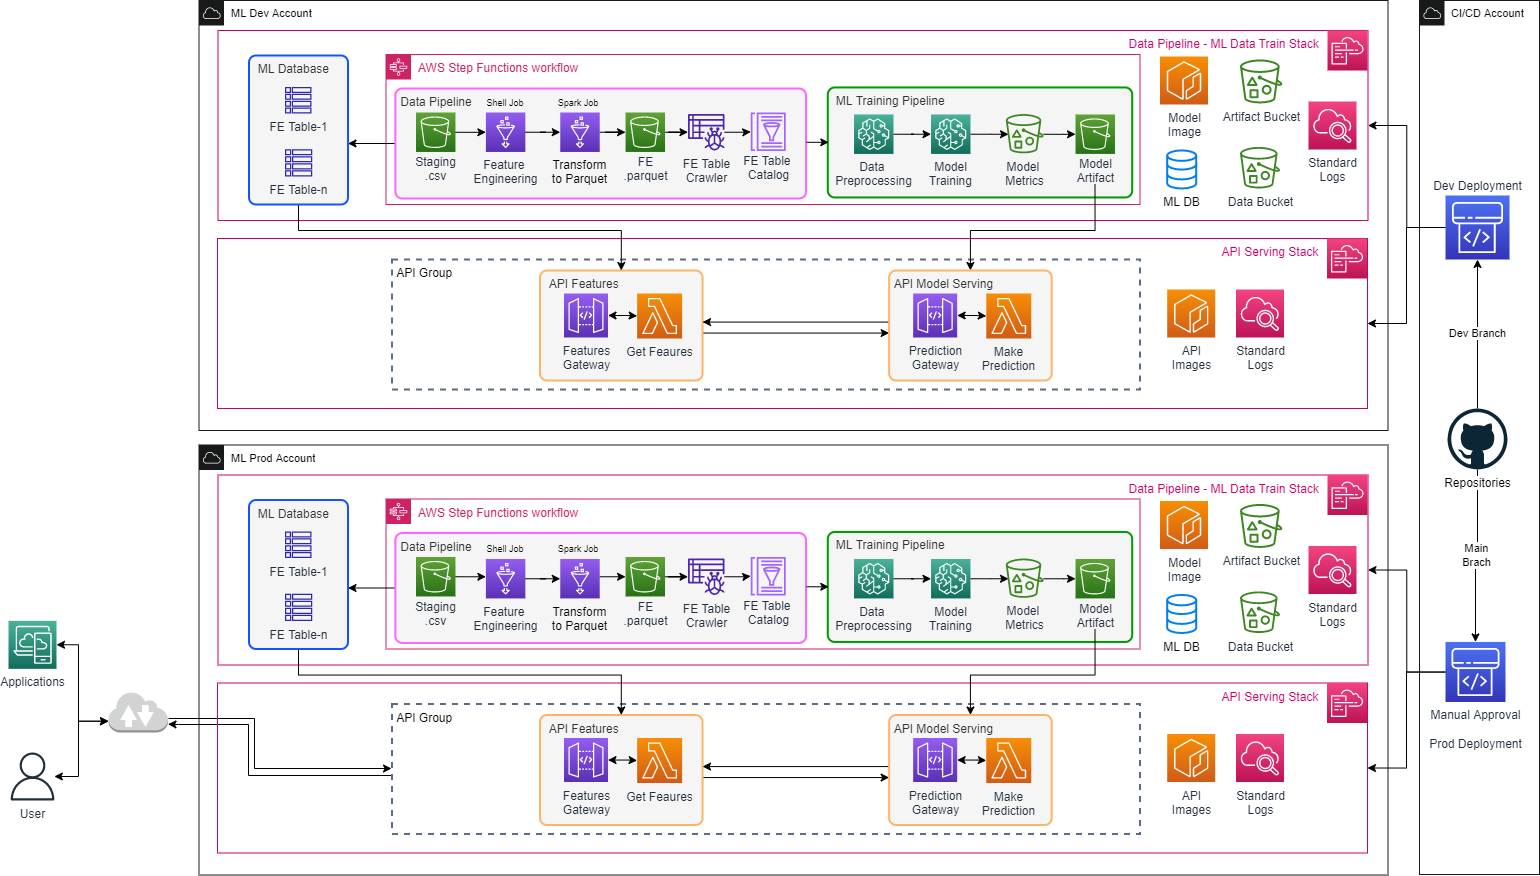 ML Dev Account
Data Pipeline - ML Data Train Stack
ML Database
FE Table-1
FE Table-n
AWS Step Functions workflow
Data Pipeline
Shell Job
Spark Job
Staging
.csv
Feature
Engineering
Transform
to Parquet
FE
.parquet
FE Table
Crawler
FE Table
Catalog
ML Training Pipeline
Data
Preprocessing
Model
Training
Model
Metrics
Model
Artifact
Model
Image
Artifact Bucket
ML DB
Data Bucket
Standard
Logs
API Serving Stack
API Group
API Features
Features
Gateway
Get Feaures
API Model Serving
Prediction
Gateway
Make
Prediction
API
Images
Standard
Logs
CI/CD Account
Dev Deployment
Dev Branch
Repositories
Main
Brach
Manual Approval
Prod Deployment
ML Prod Account
Data Pipeline - ML Data Train Stack
ML Database
FE Table-1
FE Table-n
AWS Step Functions workflow
Data Pipeline
Shell Job
Spark Job
Staging
.csv
Feature
Engineering
Transform
to Parquet
FE
.parquet
FE Table
Crawler
FE Table
Catalog
ML Training Pipeline
Data
Preprocessing
Model
Training
Model
Metrics
Model
Artifact
Model
Image
Artifact Bucket
ML DB
Data Bucket
Standard
Logs
API Serving Stack
API Group
API Features
Features
Gateway
Get Feaures
API Model Serving
Prediction
Gateway
Make
Prediction
API
Images
Standard
Logs
Applications
User